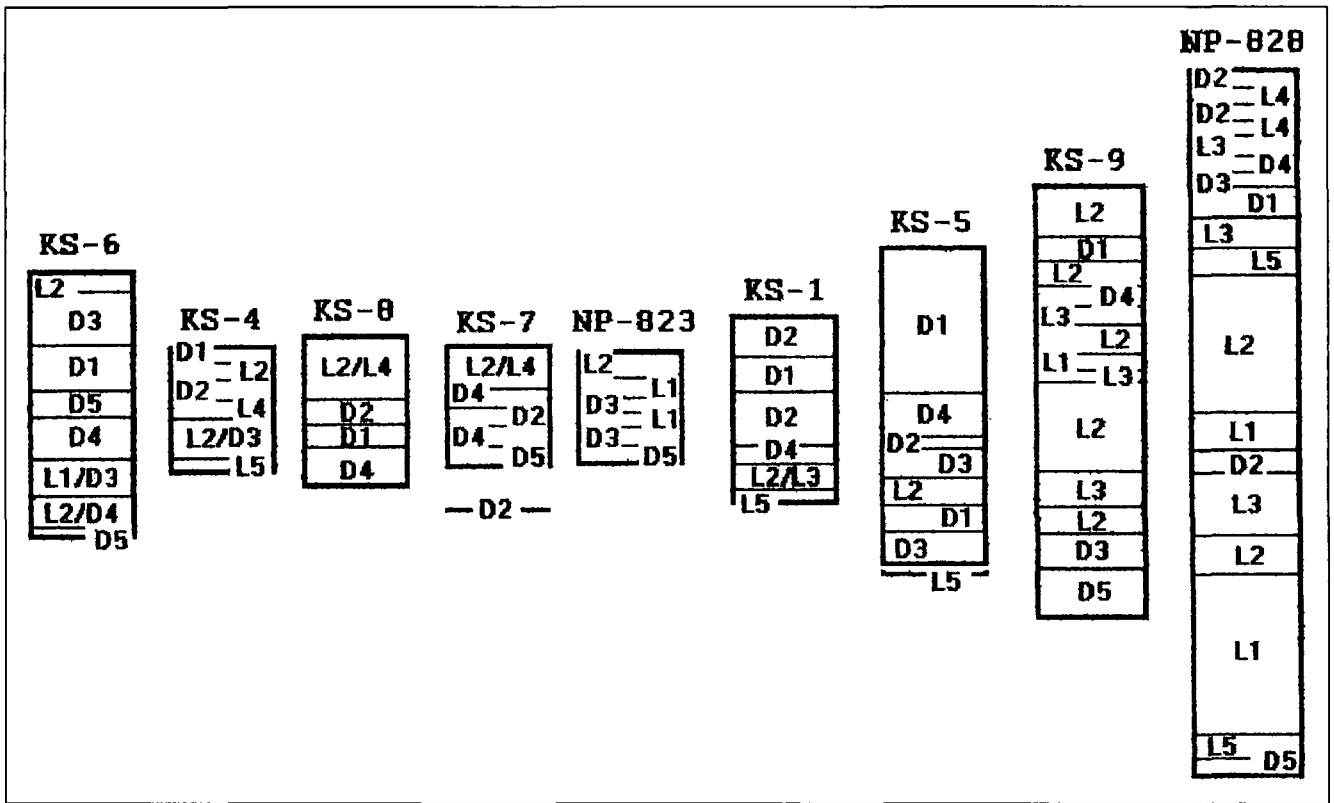 KS-6
L2
D3
D1
D5
D4
L1/D3
L2/D4
D5
KS-4
D1
L2
D2
L4
L2/D3
L5
KS-8
L2/L4
D2
D1
D4
KS-7
L2/L4
D4
D2
D4
D5
D2
NP-823
L2
L1
D3
L1
D3
D5
KS-1
D2
D1
D2
D4
L2/L3
L5
KS-5
D1
D4
D2
D3
L2
D1
D3
L5
KS-9
L2
D1
L2
D4
L3
L2
L1
L3
L2
L3
L2
D3
D5
NP-828
D2
L4
D2
L4
L3
D4
D3
D1
L3
L5
L2
L1
D2
L3
L2
L1
L5
D5